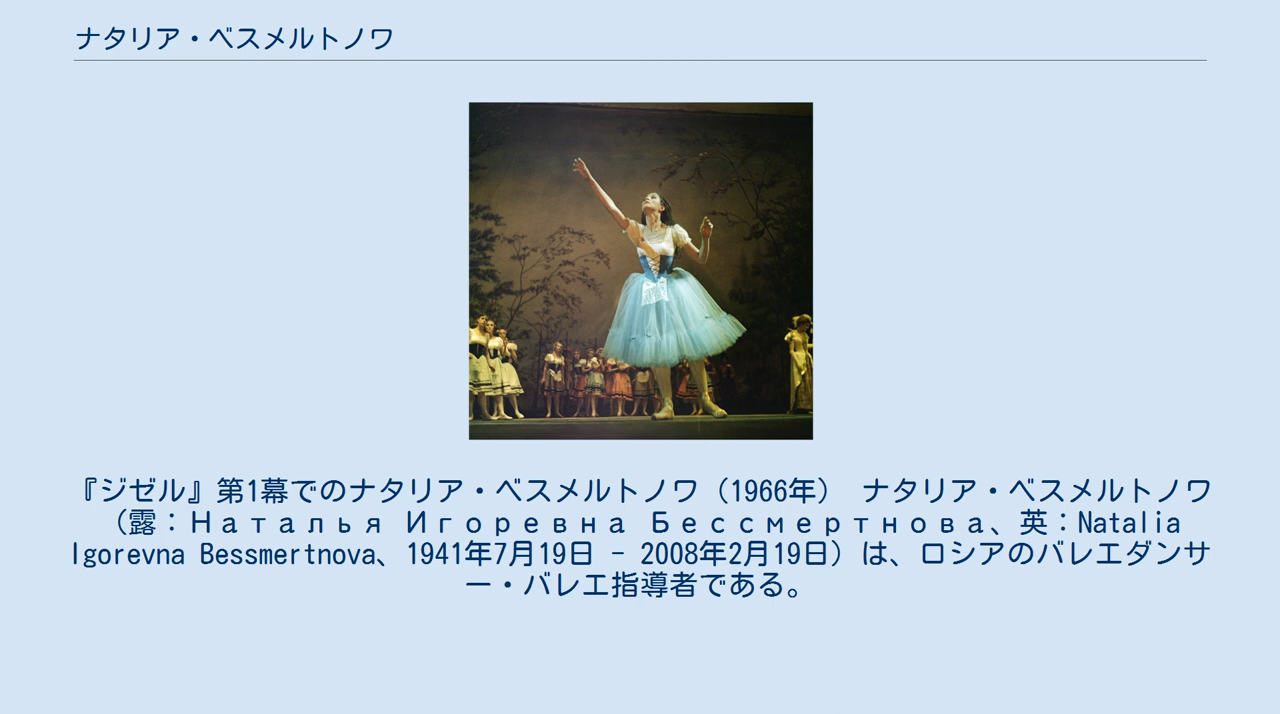 ナタリア・ベスメルトノワ
『ジゼル』第1幕でのナタリア・ベスメルトノワ（1966年） ナタリア・ベスメルトノワ
（露：Наталья Игоревна Бессмертнова、英：Natalia
Igorevna Bessmertnova、1941年7月19日 - 2008年2月19日）は、ロシアのバレエダンサ
ー・バレエ指導者である。